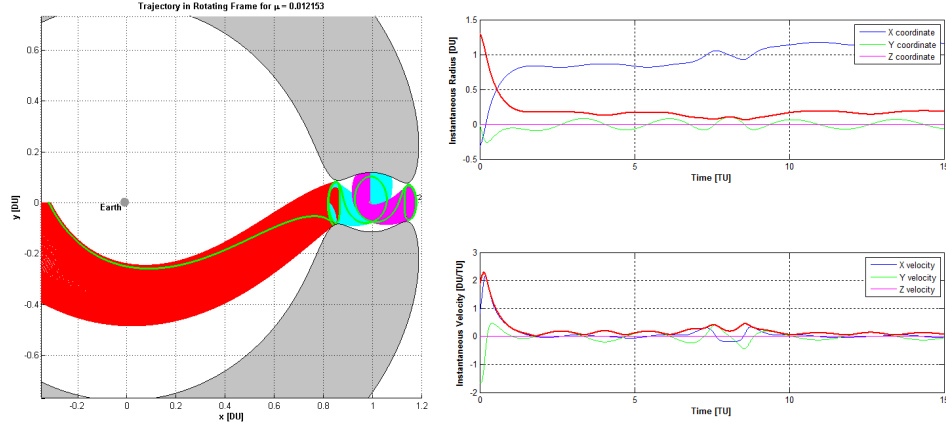 Trajectory in Rotating Frame for μ = 0.012153
y [DU]
0.6
0.4
0.2
0
-0.2
-0.4
-0.6
Earth
2
-0.2
0
0.2
0.4
0.6
0.8
1
1.2
x [DU]
Instantaneous Radius [DU]
1.5
1
0.5
0
-0.5
X coordinate
Y coordinate
Z coordinate
0
5
10
15
Time [TU]
Instantaneous Velocity [DU/TU]
3
2
1
0
-1
-2
X velocity
Y velocity
Z velocity
0
5
10
15
Time [TU]